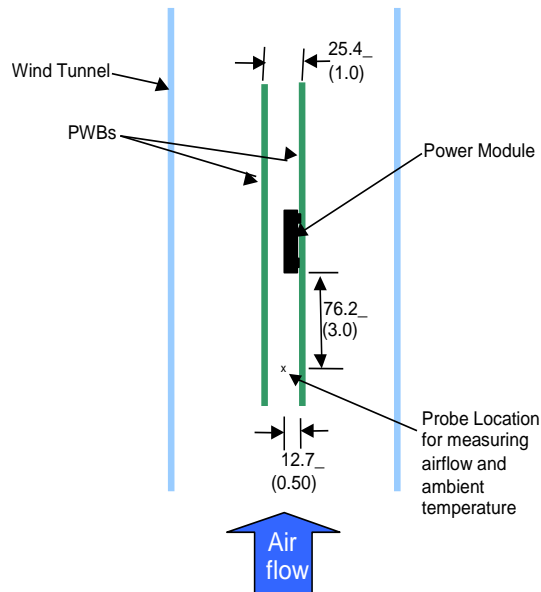 25.4_
(1.0)
Wind Tunnel
PWBs
Power Module
76.2_
(3.0)
x
Probe Location
for measuring
airflow and
ambient
temperature
12.7_
(0.50)
Air
flow